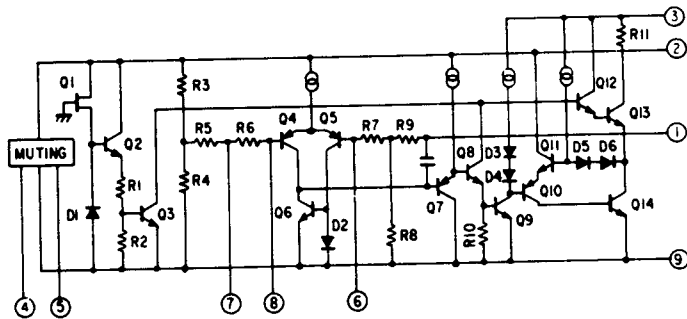 3
R11
2
Q1
Q12
R3
Q13
Q4 Q5
Q2
R5 R6
R7 R9
1
MUTING
Q8
D3
Q11
D5 D6
R1
D4
R4
Q10
Q6
D2
Q7
D1
Q3
Q9
Q14
R2
R8
R10
9
4 5
7 8 6